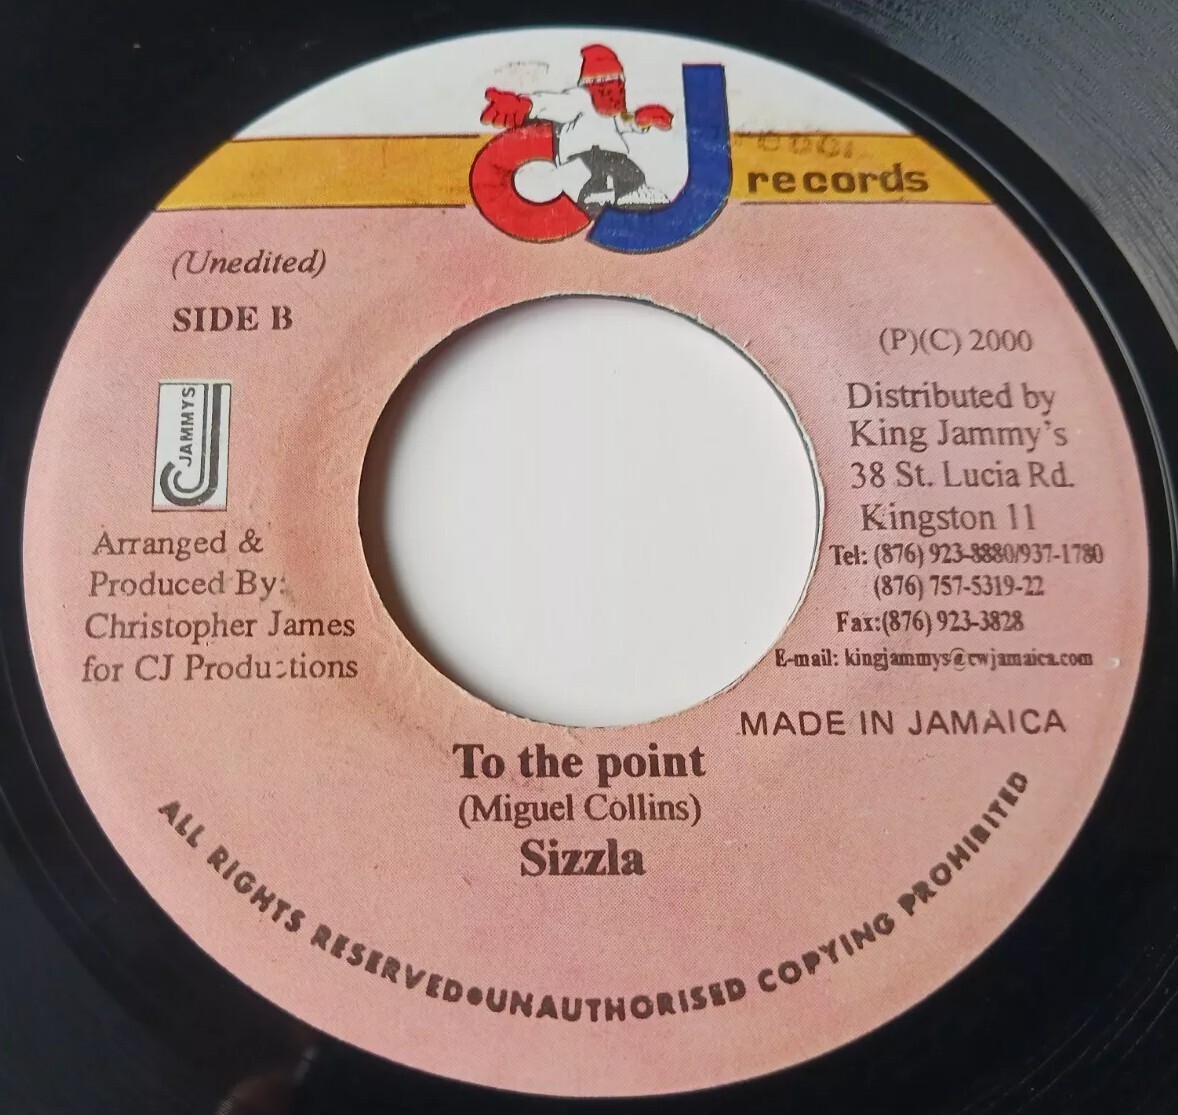 CJ
records
(Unedited)
SIDE B
JAMMYS
Arranged &
Produced By:
Christopher James
for CJ Productions
(P)(C) 2000
Distributed by
King Jammy's
38 St. Lucia Rd.
Kingston 11
Tel: (876) 923-8880/937-1780
(876) 757-5319-22
Fax:(876) 923-3828
E-mail: kingjammys@cwjamaica.com
MADE IN JAMAICA
To the point
(Miguel Collins)
Sizzla
ALL RIGHTS RESERVED•UNAUTHORISED COPYING PROHIBITED